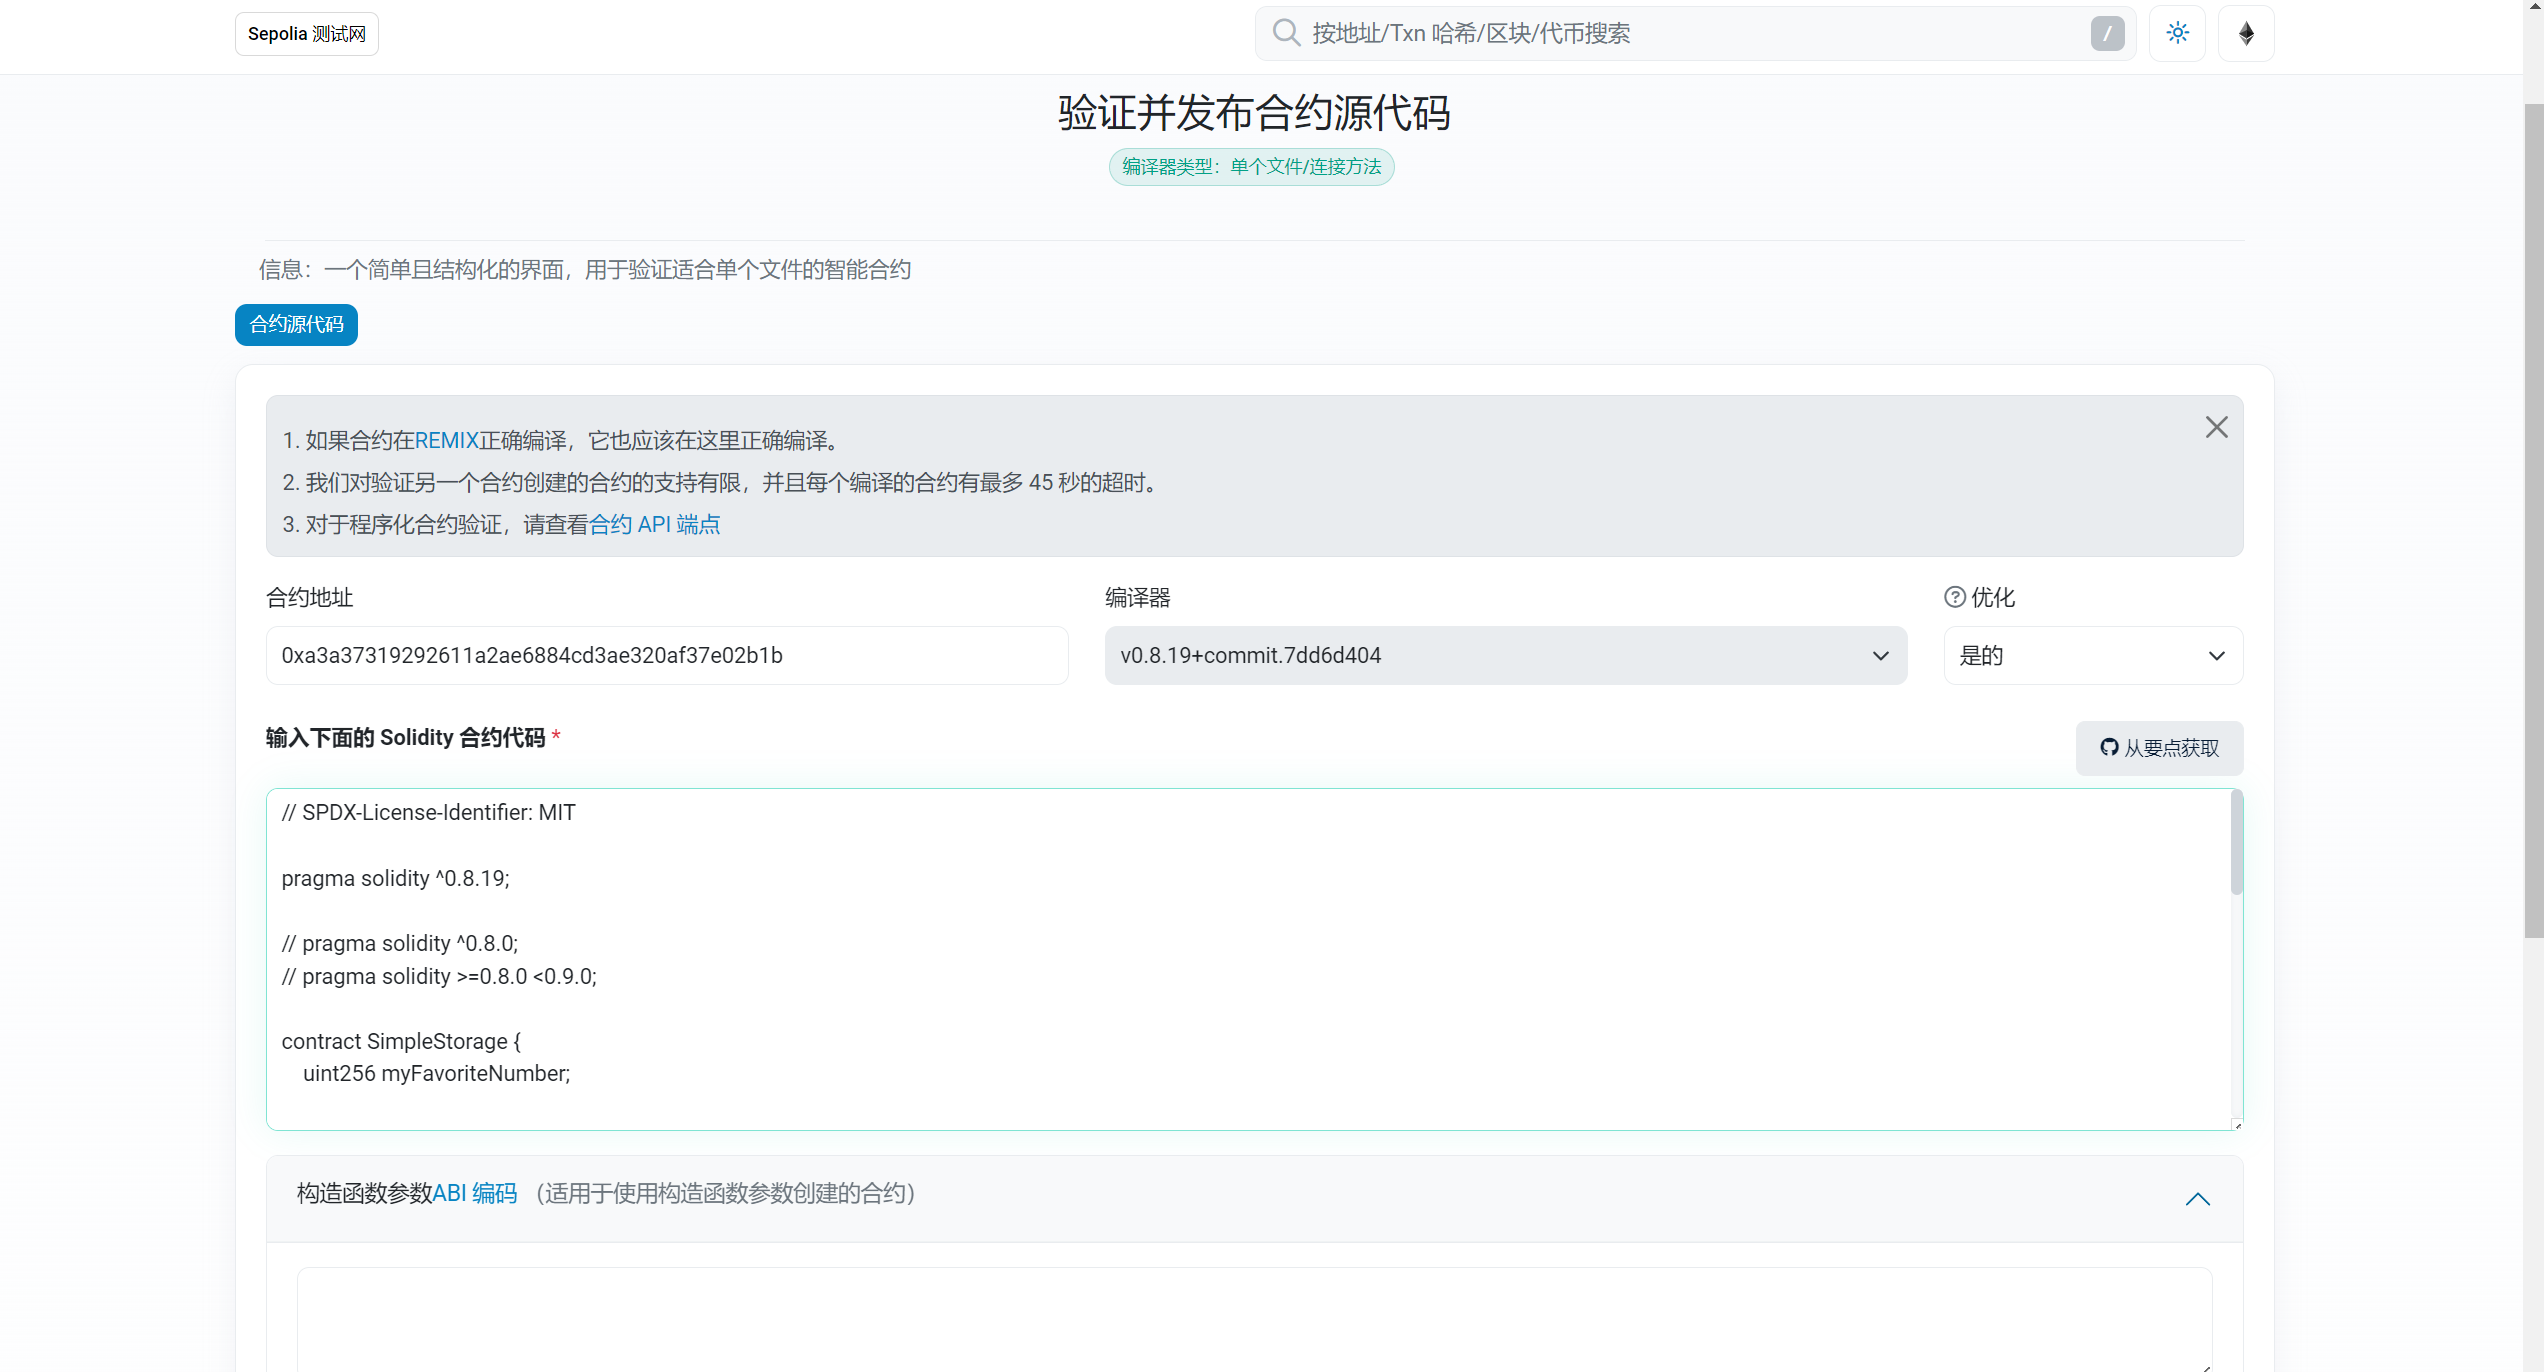 Sepolia 测试网
按地址/Txn 哈希/区块/代币搜索
/
验证并发布合约源代码
编译器类型：单个文件/连接方法
信息：一个简单且结构化的界面，用于验证适合单个文件的智能合约
合约源代码
1. 如果合约在REMIX正确编译，它也应该在这里正确编译。
2. 我们对验证另一个合约创建的合约的支持有限，并且每个编译的合约有最多 45 秒的超时。
3. 对于程序化合约验证，请查看合约 API 端点
合约地址
编译器
优化
0xa3a37319292611a2ae6884cd3ae320af37e02b1b
v0.8.19+commit.7dd6d404
是的
输入下面的 Solidity 合约代码 *
从要点获取
// SPDX-License-Identifier: MIT
pragma solidity ^0.8.19;
// pragma solidity ^0.8.0;
// pragma solidity >=0.8.0 <0.9.0;
contract SimpleStorage {
uint256 myFavoriteNumber;
构造函数参数ABI 编码 （适用于使用构造函数参数创建的合约）